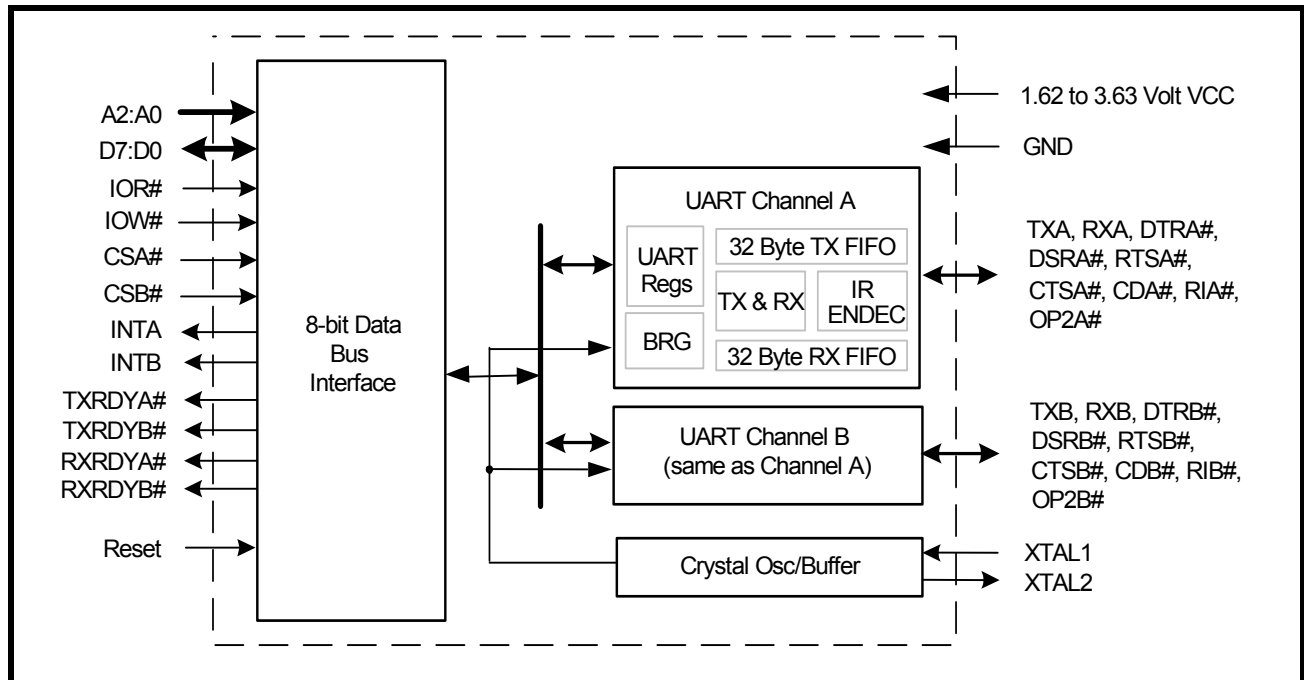 A2:A0
D7:D0
IOR#
IOW#
CSA#
CSB#
INTA
INTB
TXRDYA#
TXRDYB#
RXRDYA#
RXRDYB#
Reset
8-bit Data
Bus
Interface
UART Channel A
UART
Regs
BRG
32 Byte TX FIFO
TX & RX
IR
ENDEC
32 Byte RX FIFO
UART Channel B
(same as Channel A)
Crystal Osc/Buffer
1.62 to 3.63 Volt VCC
GND
TXA, RXA, DTRA#,
DSRA#, RTSA#,
CTSA#, CDA#, RIA#,
OP2A#
TXB, RXB, DTRB#,
DSRB#, RTSB#,
CTSB#, CDB#, RIB#,
OP2B#
XTAL1
XTAL2